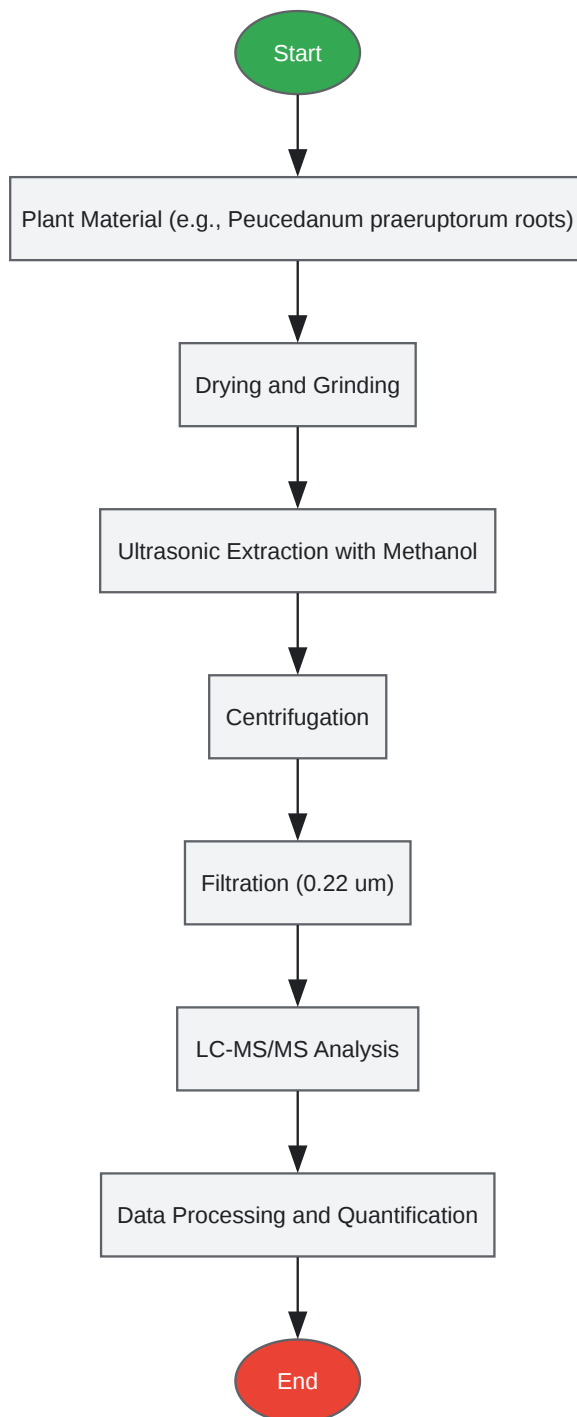 Start
Plant Material (e.g., Peucedanum praeruptorum roots)
Drying and Grinding
Ultrasonic Extraction with Methanol
Centrifugation
Filtration (0.22 um)
LC-MS/MS Analysis
Data Processing and Quantification
End